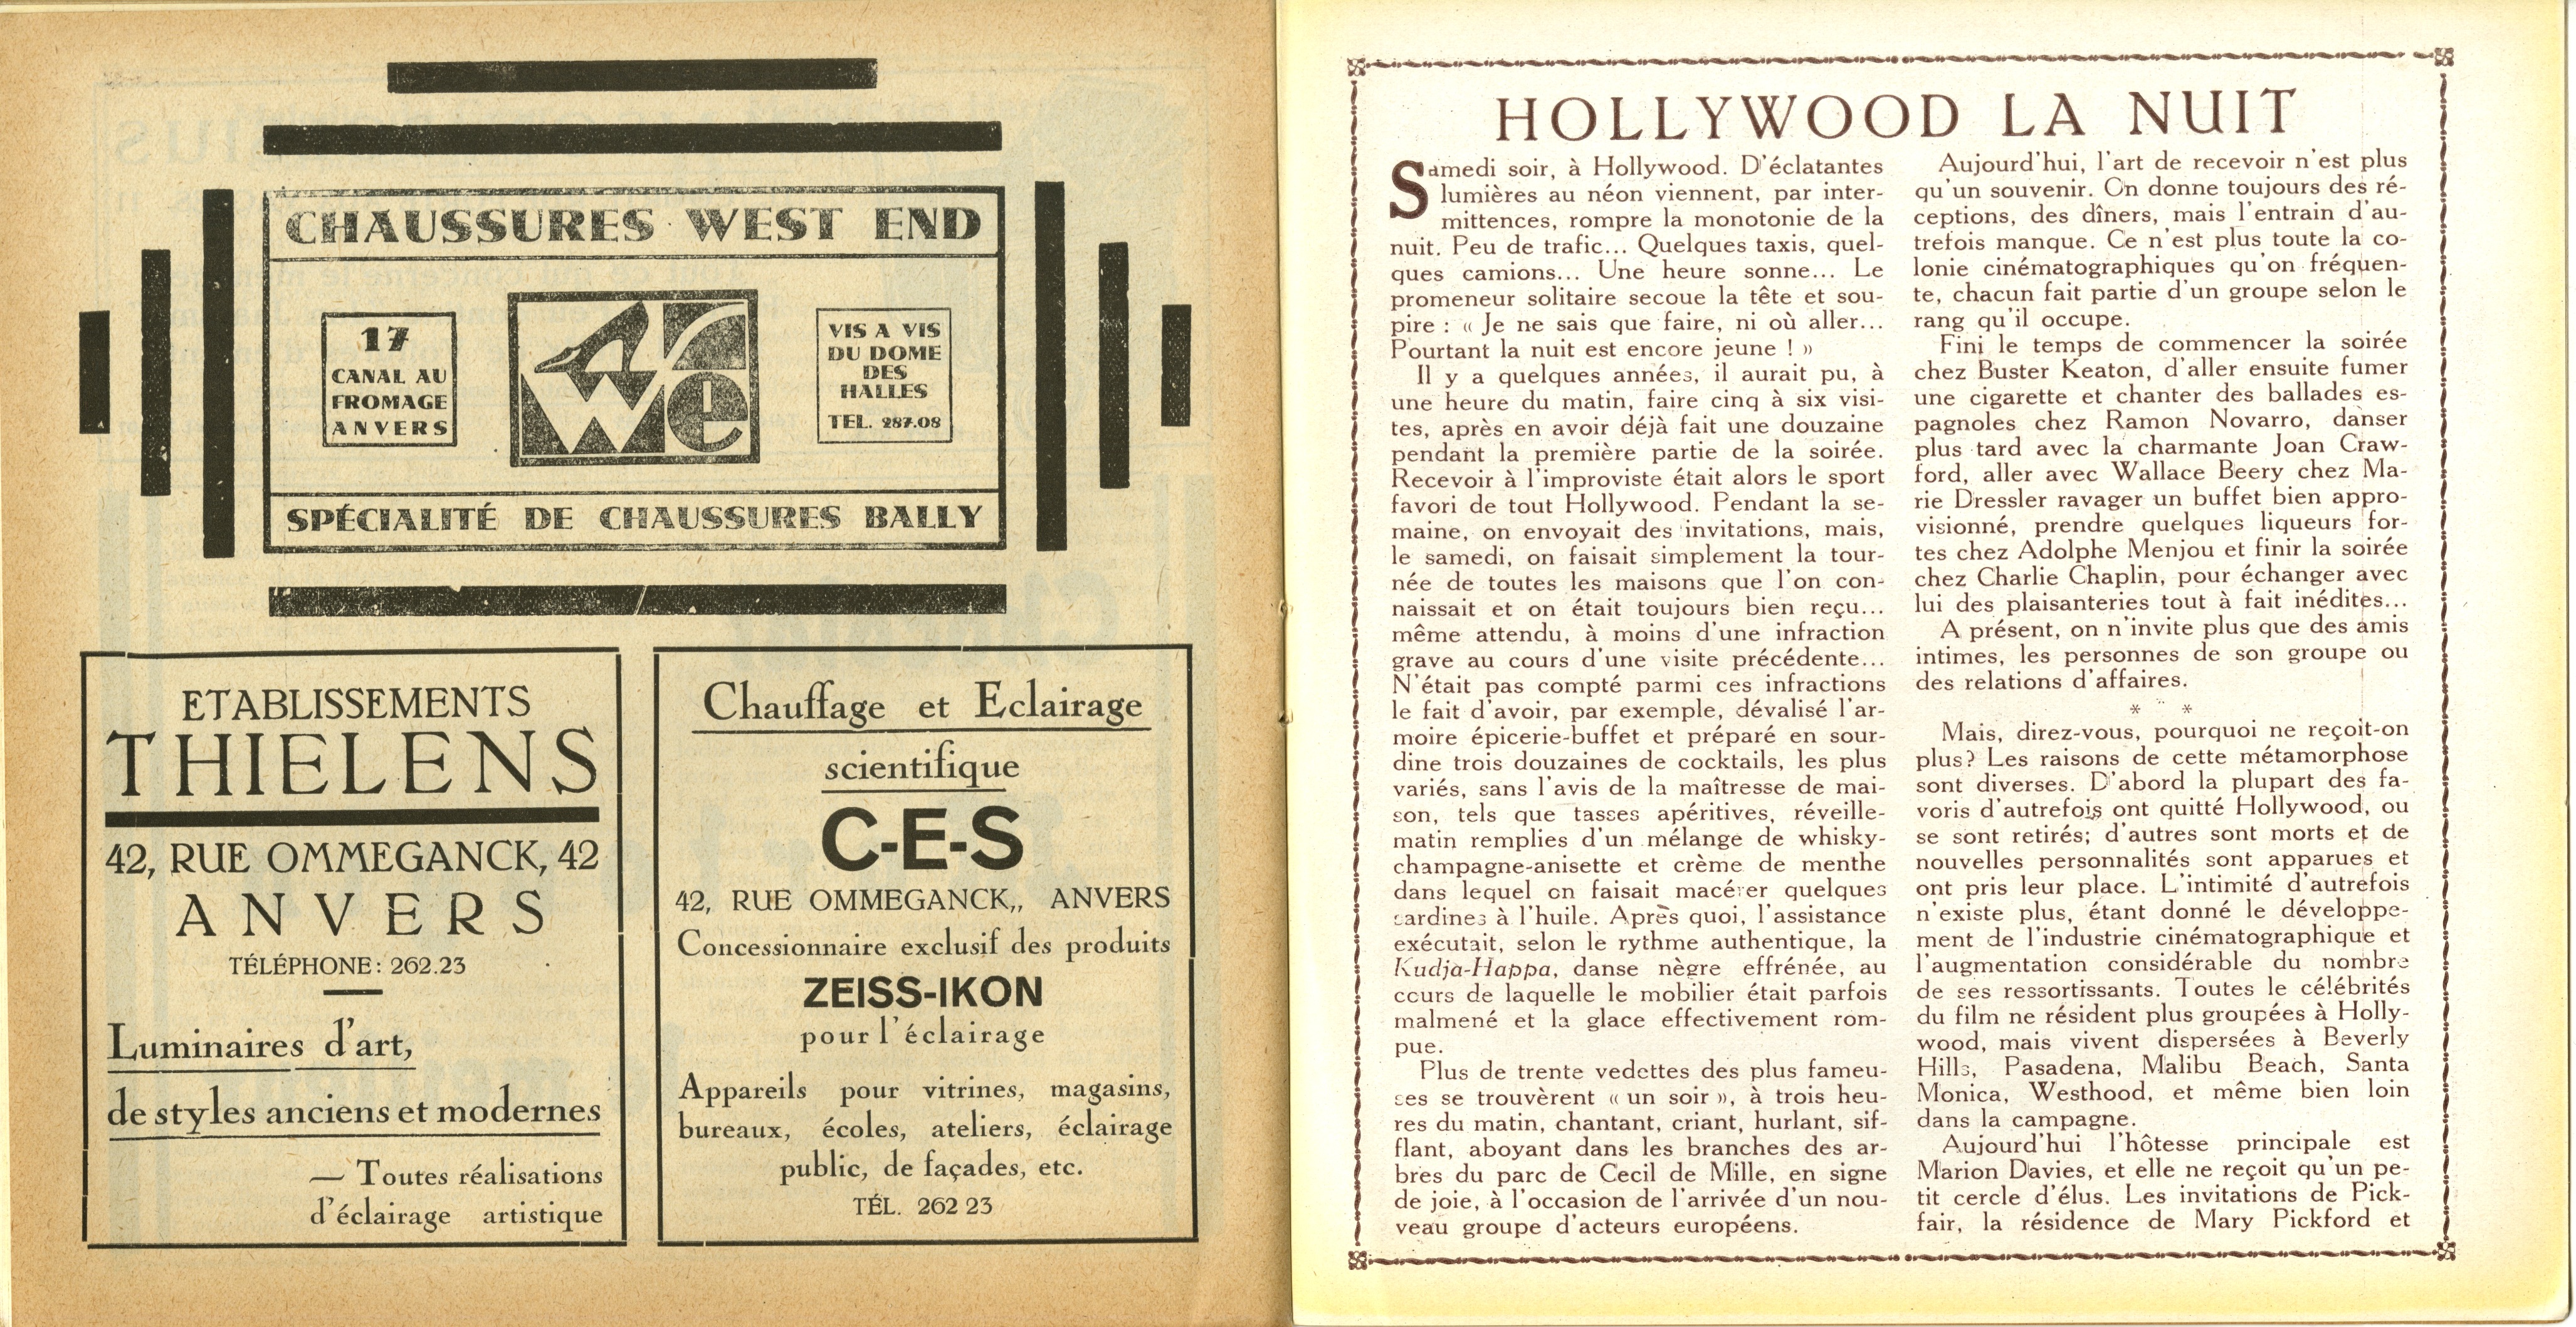 CHAUSSURES WEST END
17
CANAL AU
FROMAGE
ANVERS
We
VIS A VIS
DU DOME
DES
HALLES
TEL. 287.08
SPÉCIALITÉ DE CHAUSSURES BALLY
ETABLISSEMENTS
THIELENS
42, RUE OMMEGANCK, 42
ANVERS
TÉLÉPHONE: 262.23
Luminaires d'art,
de styles anciens et modernes
— Toutes réalisations
d'éclairage artistique
Chauffage et Eclairage
scientifique
C-E-S
42, RUE OMMEGANCK,, ANVERS
Concessionnaire exclusif des produits
ZEISS-IKON
pour l'éclairage
Appareils pour vitrines, magasins,
bureaux, écoles, ateliers, éclairage
public, de façades, etc.
TÉL. 262 23
HOLLYWOOD LA NUIT
Samedi soir, à Hollywood. D'éclatantes
lumières au néon viennent, par inter-
mittences, rompre la monotonie de la
nuit. Peu de trafic... Quelques taxis, quel-
ques camions... Une heure sonne... Le
promeneur solitaire secoue la tête et sou-
pire : « Je ne sais que faire, ni où aller...
Pourtant la nuit est encore jeune ! »
Il y a quelques années, il aurait pu, à
une heure du matin, faire cinq à six visi-
tes, après en avoir déjà fait une douzaine
pendant la première partie de la soirée.
Recevoir à l'improviste était alors le sport
favori de tout Hollywood. Pendant la se-
maine, on envoyait des invitations, mais,
le samedi, on faisait simplement la tour-
née de toutes les maisons que l'on con-
naissait et on était toujours bien reçu...
même attendu, à moins d'une infraction
grave au cours d'une visite précédente...
N'était pas compté parmi ces infractions
le fait d'avoir, par exemple, dévalisé l'ar-
moire épicerie-buffet et préparé en sour-
dine trois douzaines de cocktails, les plus
variés, sans l'avis de la maîtresse de mai-
son, tels que tasses apéritives, réveille-
matin remplies d'un mélange de whisky-
champagne-anisette et crème de menthe
dans lequel on faisait macérer quelques
sardines à l'huile. Après quoi, l'assistance
exécutait, selon le rythme authentique, la
Kudja-Happa, danse nègre effrénée, au
cours de laquelle le mobilier était parfois
malmené et la glace effectivement rom-
pue.
Plus de trente vedettes des plus fameu-
ses se trouvèrent « un soir », à trois heu-
res du matin, chantant, criant, hurlant, sif-
flant, aboyant dans les branches des ar-
bres du parc de Cecil de Mille, en signe
de joie, à l'occasion de l'arrivée d'un nou-
veau groupe d'acteurs européens.
Aujourd'hui, l'art de recevoir n'est plus
qu'un souvenir. On donne toujours des ré-
ceptions, des dîners, mais l'entrain d'au-
trefois manque. Ce n'est plus toute la co-
lonie cinématographiques qu'on fréquen-
te, chacun fait partie d'un groupe selon le
rang qu'il occupe.
Fini le temps de commencer la soirée
chez Buster Keaton, d'aller ensuite fumer
une cigarette et chanter des ballades es-
pagnoles chez Ramon Novarro, danser
plus tard avec la charmante Joan Craw-
ford, aller avec Wallace Beery chez Ma-
rie Dressler ravager un buffet bien appro-
visionné, prendre quelques liqueurs for-
tes chez Adolphe Menjou et finir la soirée
chez Charlie Chaplin, pour échanger avec
lui des plaisanteries tout à fait inédites...
A présent, on n'invite plus que des amis
intimes, les personnes de son groupe ou
des relations d'affaires.
* *
Mais, direz-vous, pourquoi ne reçoit-on
plus? Les raisons de cette métamorphose
sont diverses. D'abord la plupart des fa-
voris d'autrefois ont quitté Hollywood, ou
se sont retirés; d'autres sont morts et de
nouvelles personnalités sont apparues et
ont pris leur place. L'intimité d'autrefois
n'existe plus, étant donné le développe-
ment de l'industrie cinématographique et
l'augmentation considérable du nombre
de ses ressortissants. Toutes le célébrités
du film ne résident plus groupées à Holly-
wood, mais vivent dispersées à Beverly
Hills, Pasadena, Malibu Beach, Santa
Monica, Westhood, et même bien loin
dans la campagne.
Aujourd'hui l'hôtesse principale est
Marion Davies, et elle ne reçoit qu'un pe-
tit cercle d'élus. Les invitations de Pick-
fair, la résidence de Mary Pickford et